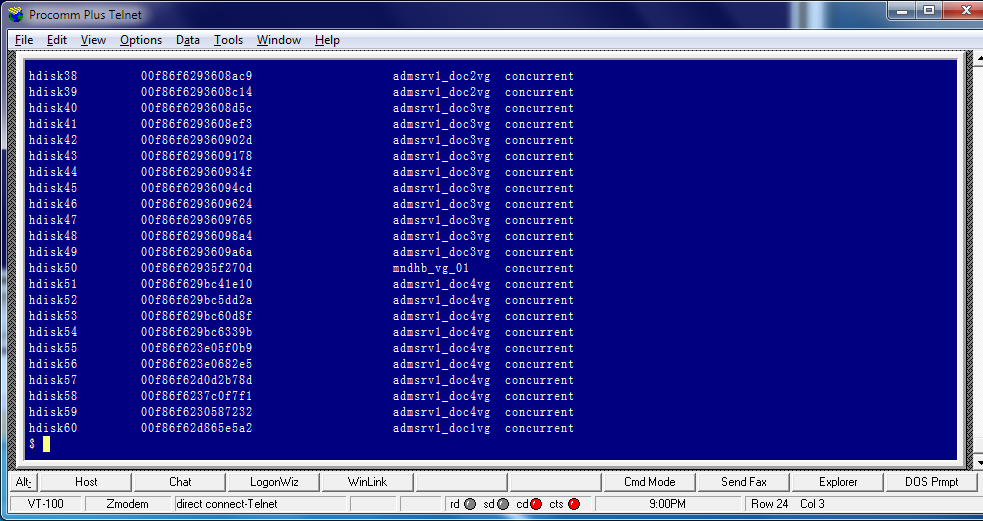 Procomm Plus Telnet
File Edit View Options Data Tools Window Help
hdisk38 00f86f6293608ac9 admsrv1_doc2vg concurrent
hdisk39 00f86f6293608c14 admsrv1_doc2vg concurrent
hdisk40 00f86f6293608d5c admsrv1_doc3vg concurrent
hdisk41 00f86f6293608ef3 admsrv1_doc3vg concurrent
hdisk42 00f86f629360902d admsrv1_doc3vg concurrent
hdisk43 00f86f6293609178 admsrv1_doc3vg concurrent
hdisk44 00f86f629360934f admsrv1_doc3vg concurrent
hdisk45 00f86f62936094cd admsrv1_doc3vg concurrent
hdisk46 00f86f6293609624 admsrv1_doc3vg concurrent
hdisk47 00f86f6293609765 admsrv1_doc3vg concurrent
hdisk48 00f86f62936098a4 admsrv1_doc3vg concurrent
hdisk49 00f86f6293609a6a admsrv1_doc3vg concurrent
hdisk50 00f86f62935f270d mndhb_vg_01 concurrent
hdisk51 00f86f629bc41e10 admsrv1_doc4vg concurrent
hdisk52 00f86f629bc5dd2a admsrv1_doc4vg concurrent
hdisk53 00f86f629bc60d8f admsrv1_doc4vg concurrent
hdisk54 00f86f629bc6339b admsrv1_doc4vg concurrent
hdisk55 00f86f623e05f0b9 admsrv1_doc4vg concurrent
hdisk56 00f86f623e0682e5 admsrv1_doc4vg concurrent
hdisk57 00f86f62d0d2b78d admsrv1_doc4vg concurrent
hdisk58 00f86f6237c0f7f1 admsrv1_doc4vg concurrent
hdisk59 00f86f6230587232 admsrv1_doc4vg concurrent
hdisk60 00f86f62d865e5a2 admsrv1_doc1vg concurrent
$
Alt- Host Chat LogonWiz WinLink Cmd Mode Send Fax Explorer DOS Prmpt
VT-100 Zmodem direct connect-Telnet rd sd cd cts 9:00PM Row 24 Col 3